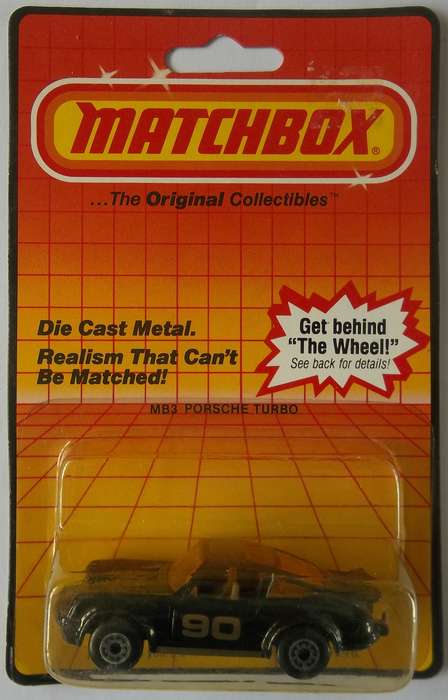 MATCHBOX®
...The Original Collectibles™
Die Cast Metal.
Realism That Can't
Be Matched!
Get behind
"The Wheel!"
See back for details!
MB3 PORSCHE TURBO
90